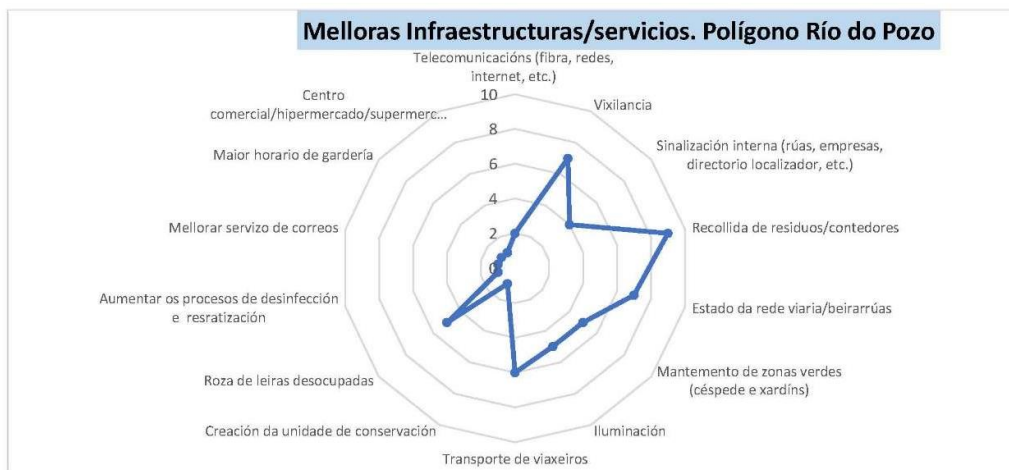 Melloras Infraestructuras/servicios. Polígono Río do Pozo
Telecomunicacións (fibra, redes,
internet, etc.)
10
8
6
4
2
0
Vixilancia
Sinalización interna (rúas, empresas,
directorio localizador, etc.)
Recollida de residuos/contedores
Estado da rede viaria/beirarrúas
Mantemento de zonas verdes
(céspede e xardíns)
Iluminación
Transporte de viaxeiros
Creación da unidade de conservación
Roza de leiras desocupadas
Aumentar os procesos de desinfección
e resratización
Mellorar servizo de correos
Maior horario de gardería
Centro
comercial/hipermercado/supermerc...